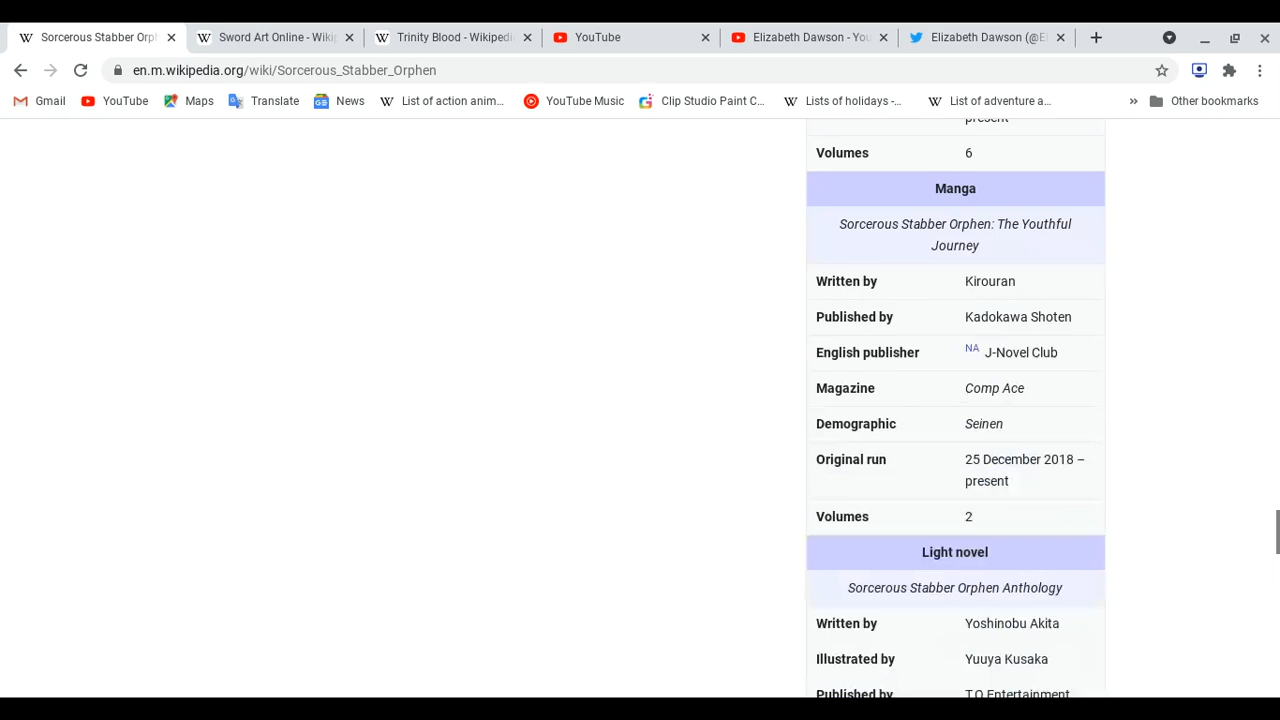 Sorcerous Stabber Orph
Sword Art Online - Wikip
Trinity Blood - Wikipedi
YouTube
Elizabeth Dawson - You
Elizabeth Dawson (@El
en.m.wikipedia.org/wiki/Sorcerous_Stabber_Orphen
Gmail
YouTube
Maps
Translate
News
List of action anim...
YouTube Music
Clip Studio Paint C...
Lists of holidays -...
List of adventure a...
»
Other bookmarks
present
Volumes 6
Manga
Sorcerous Stabber Orphen: The Youthful
Journey
Written by Kirouran
Published by Kadokawa Shoten
English publisher NA J-Novel Club
Magazine Comp Ace
Demographic Seinen
Original run 25 December 2018 –
present
Volumes 2
Light novel
Sorcerous Stabber Orphen Anthology
Written by Yoshinobu Akita
Illustrated by Yuuya Kusaka
Published by T.O Entertainment